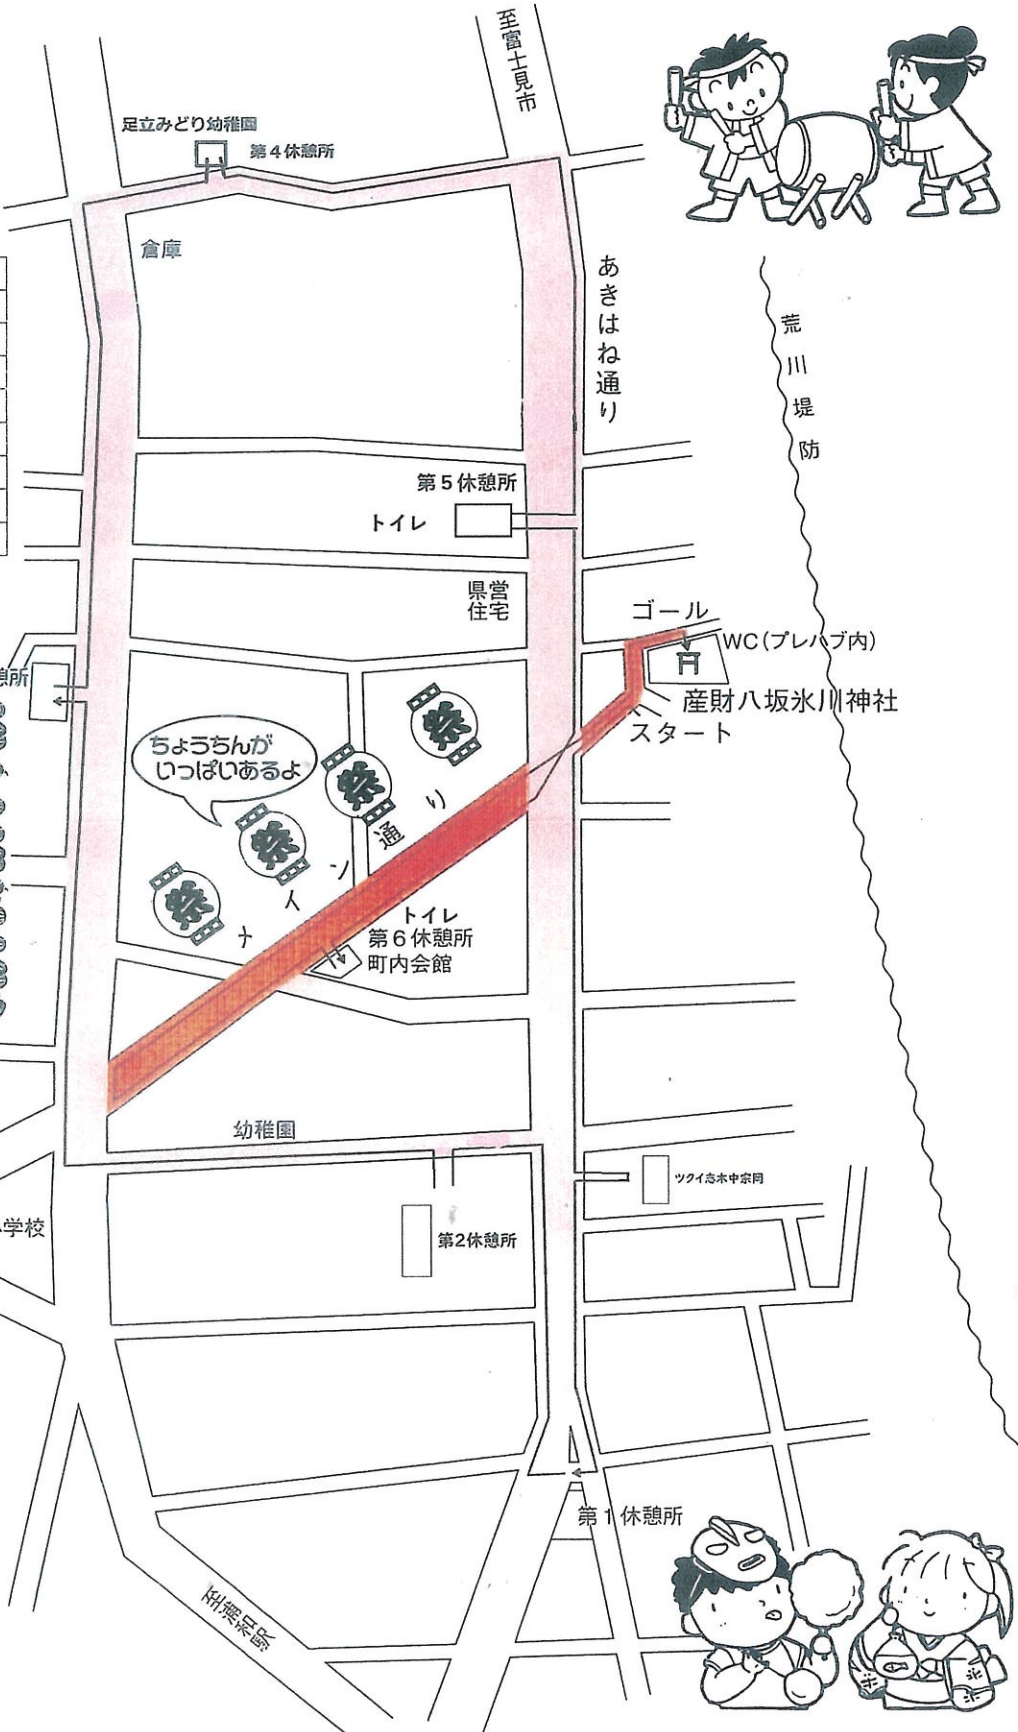 至富士見市
足立みどり幼稚園
第4休憩所
倉庫
あきはね通り
荒川堤防
第5休憩所
トイレ
県営
住宅
ゴール
WC(プレハブ内)
産財八坂氷川神社
スタート
憩所
ちょうちんが
いっぱいあるよ
祭
祭
祭
祭
ナイン通り
トイレ
第6休憩所
町内会館
幼稚園
ツクイ志木中宗岡
学校
第2休憩所
第1休憩所
至浦和駅